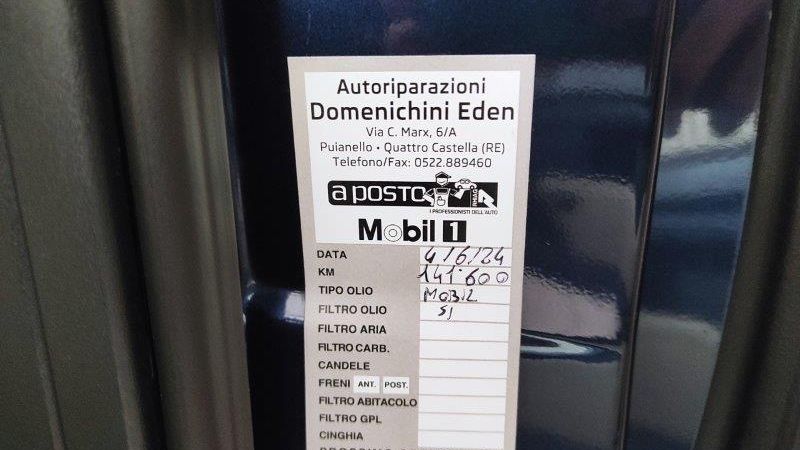 Autoriparazioni
Domenichini Eden
Via C. Marx, 6/A
Puianello • Quattro Castella (RE)
Telefono/Fax: 0522.889460
a posto
I PROFESSIONISTI DELL'AUTO
Mobil 1
DATA 4/6/24
KM 141.600
TIPO OLIO MOBIL
FILTRO OLIO SI
FILTRO ARIA
FILTRO CARB.
CANDELE
FRENI ANT. POST.
FILTRO ABITACOLO
FILTRO GPL
CINGHIA